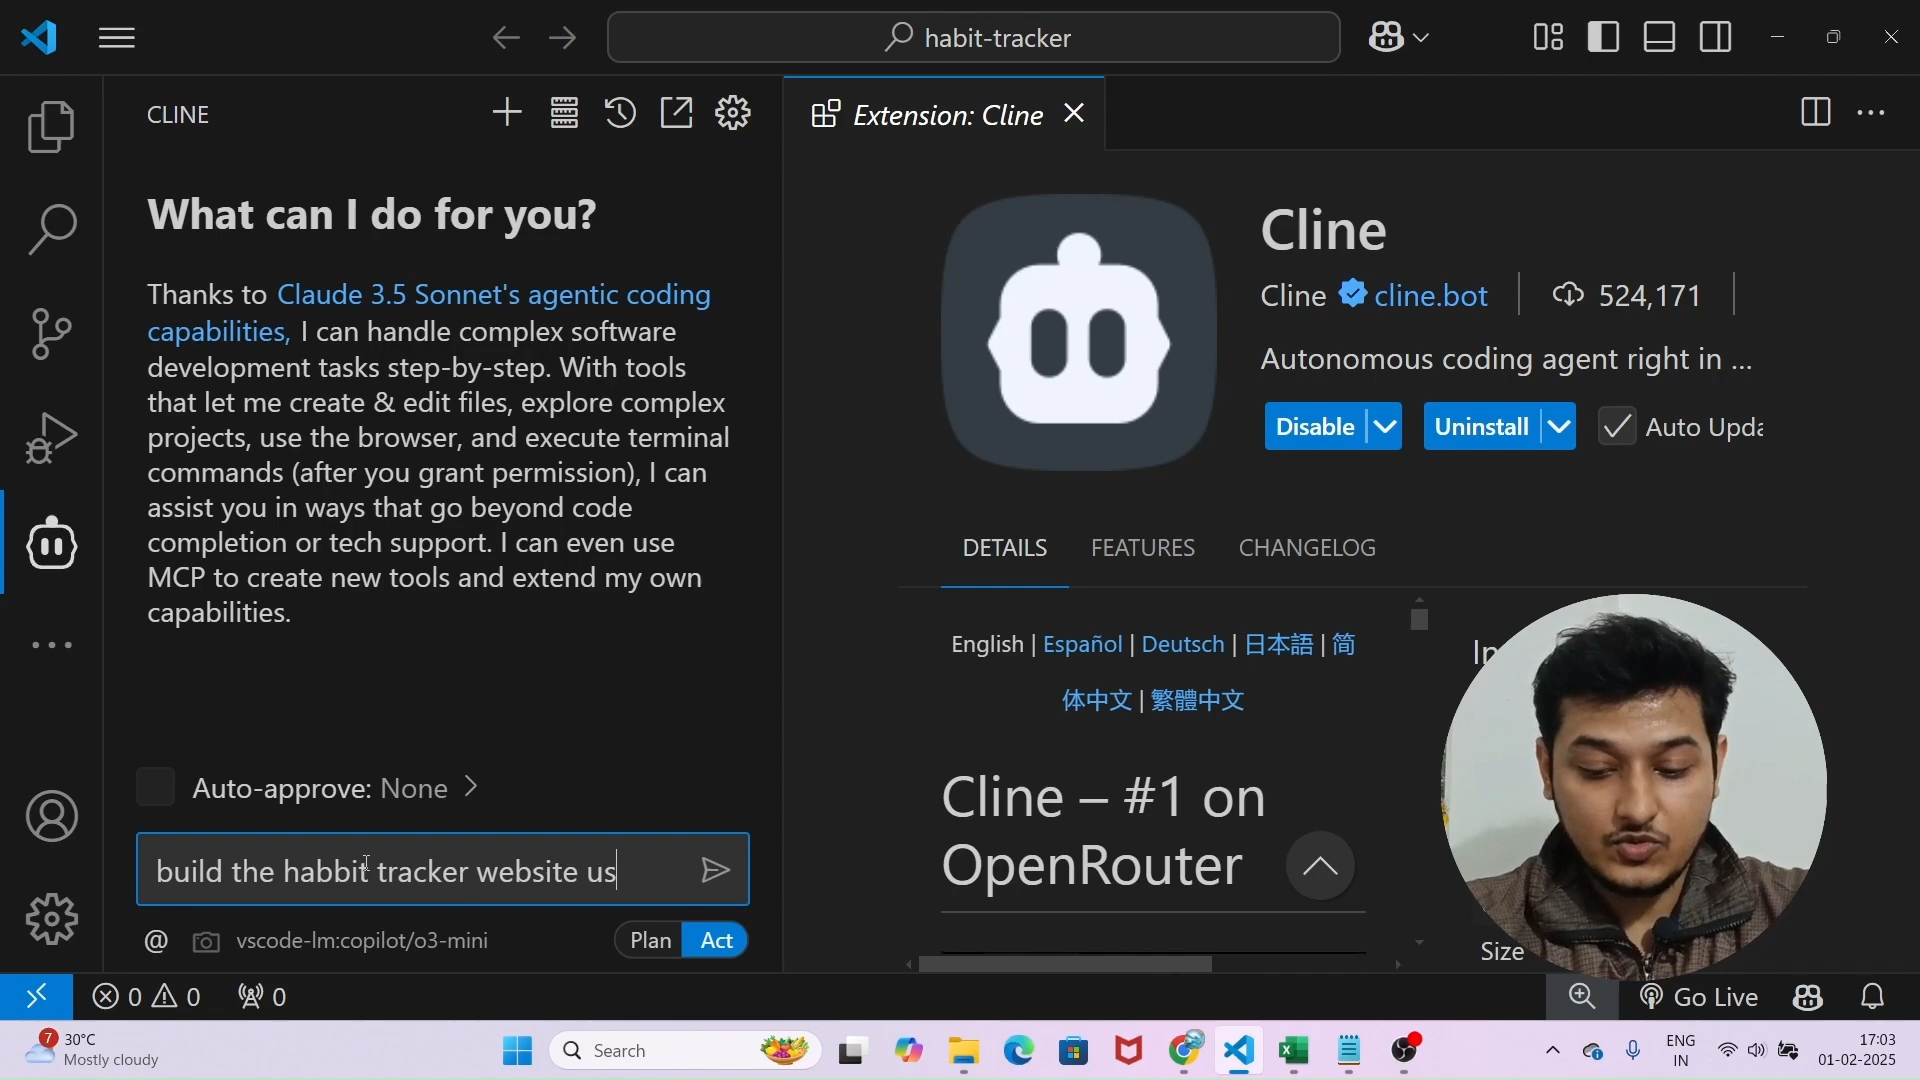 habit-tracker
CLINE
Extension: Cline
What can I do for you?
Thanks to Claude 3.5 Sonnet's agentic coding
capabilities, I can handle complex software
development tasks step-by-step. With tools
that let me create & edit files, explore complex
projects, use the browser, and execute terminal
commands (after you grant permission), I can
assist you in ways that go beyond code
completion or tech support. I can even use
MCP to create new tools and extend my own
capabilities.
Auto-approve: None
build the habbit tracker website us
@
vscode-lm:copilot/o3-mini
Plan
Act
Cline
Cline
cline.bot
524,171
Autonomous coding agent right in ...
Disable
Uninstall
Auto Upda
DETAILS
FEATURES
CHANGELOG
English | Español | Deutsch | 日本語 | 简
体中文 | 繁體中文
Cline – #1 on
OpenRouter
In
Size
0
0
0
Go Live
7
30°C
Mostly cloudy
Search
ENG
IN
17:03
01-02-2025